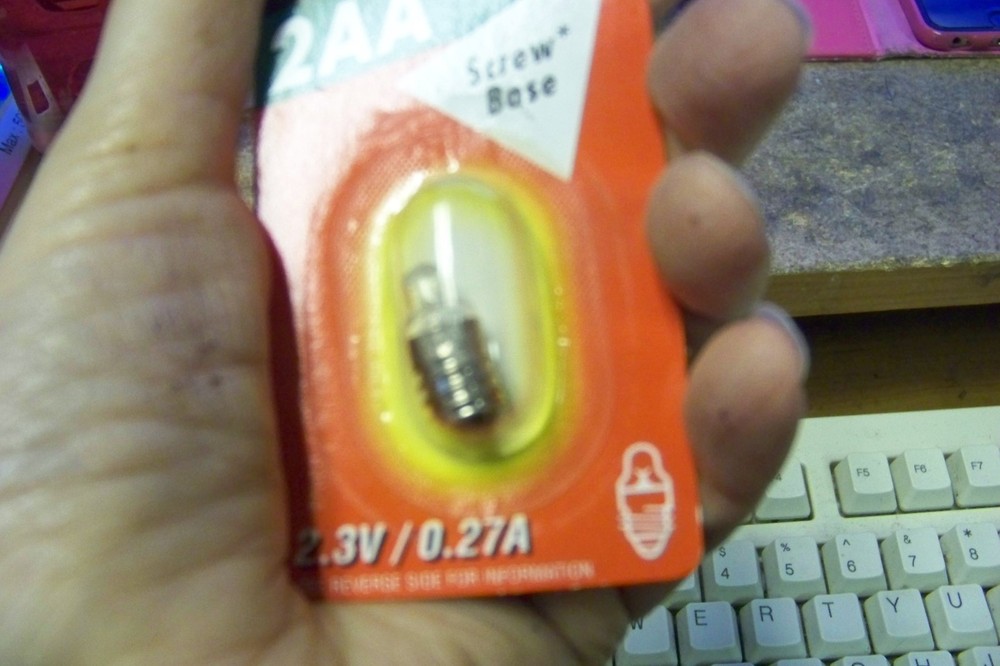 2AA
Screw*
Base
2.3V / 0.27A
REVERSE SIDE FOR INFORMATION
F5 F6 F7
$ % ^ & *
4 5 6 7 8
W E R T Y U